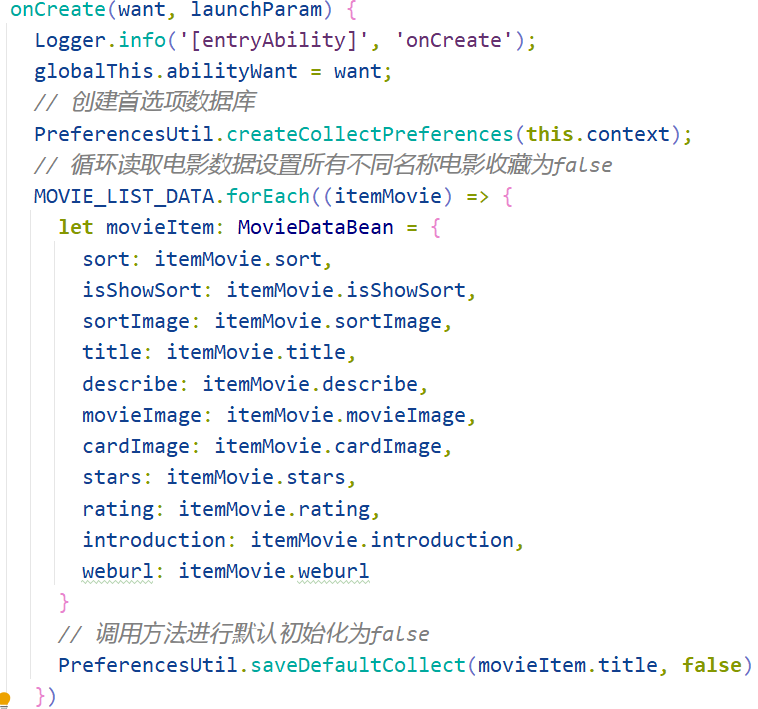 onCreate(want, launchParam) {
Logger.info('[entryAbility]', 'onCreate');
globalThis.abilityWant = want;
// 创建首选项数据库
PreferencesUtil.createCollectPreferences(this.context);
// 循环读取电影数据设置所有不同名称电影收藏为false
MOVIE_LIST_DATA.forEach((itemMovie) => {
let movieItem: MovieDataBean = {
sort: itemMovie.sort,
isShowSort: itemMovie.isShowSort,
sortImage: itemMovie.sortImage,
title: itemMovie.title,
describe: itemMovie.describe,
movieImage: itemMovie.movieImage,
cardImage: itemMovie.cardImage,
stars: itemMovie.stars,
rating: itemMovie.rating,
introduction: itemMovie.introduction,
weburl: itemMovie.weburl
}
// 调用方法进行默认初始化为false
PreferencesUtil.saveDefaultCollect(movieItem.title, false)
})